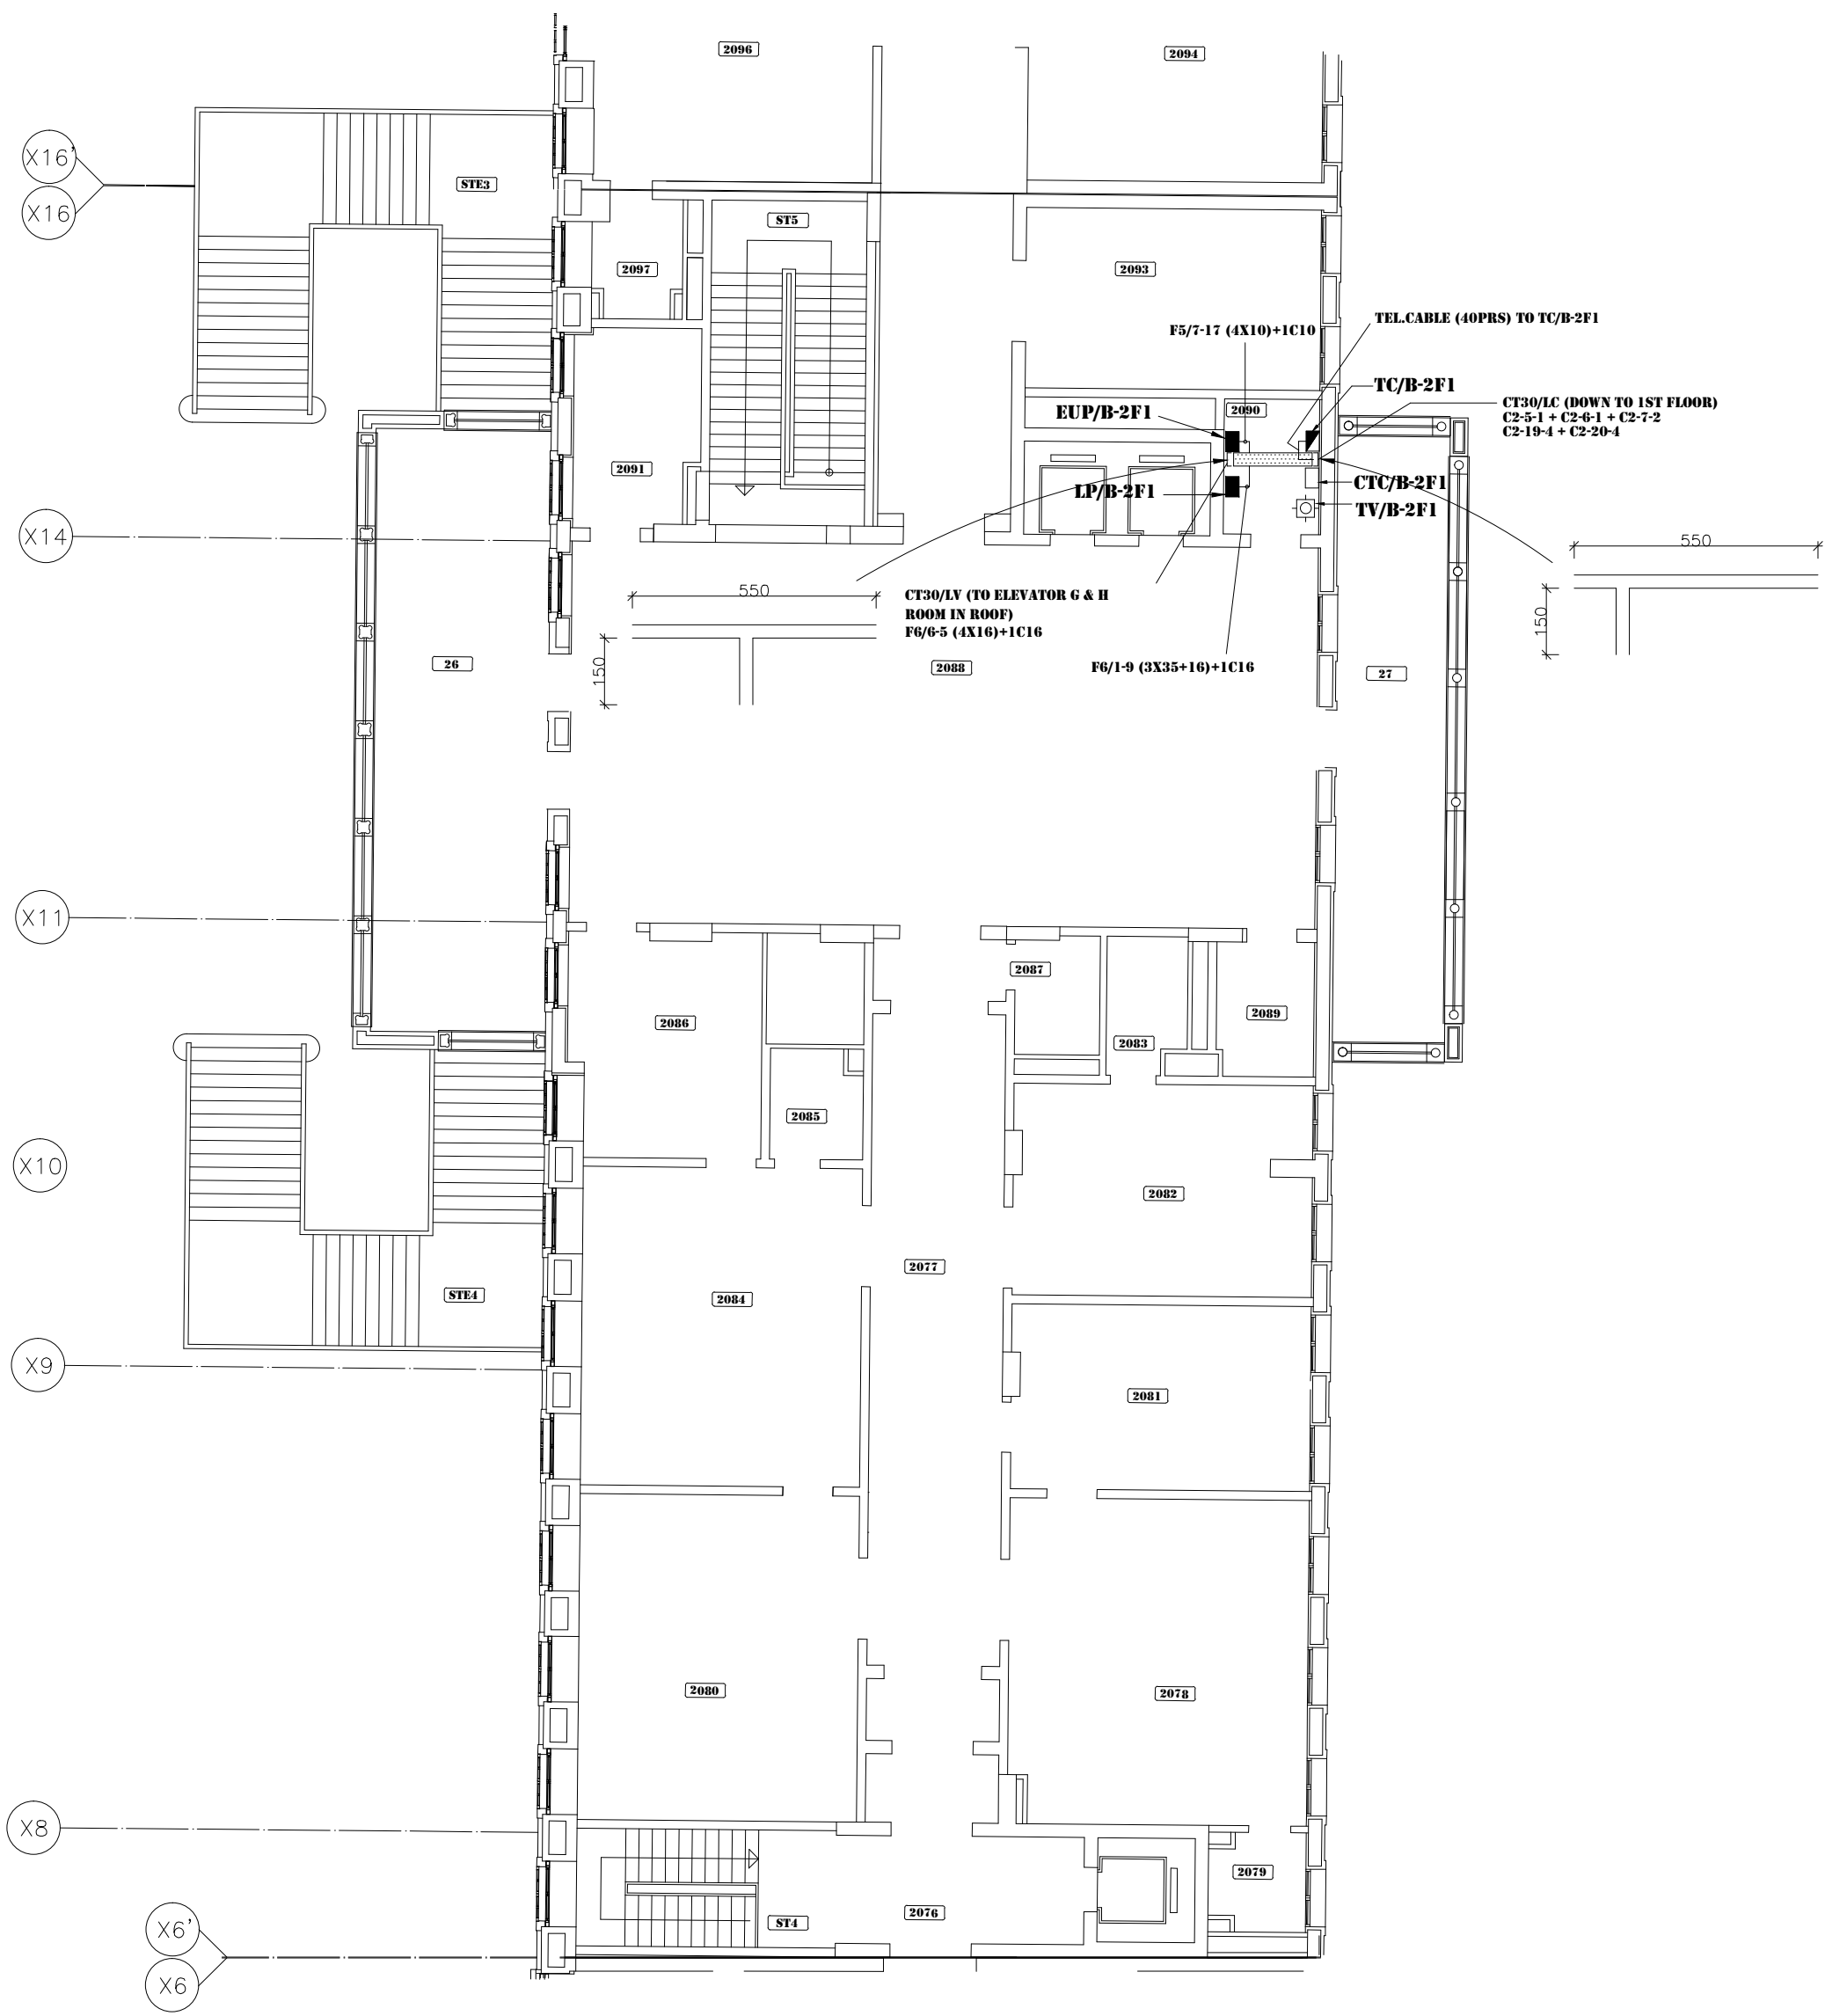 2096
2094
X16'
X16
STE3
ST5
2097
2093
F5/7-17 (4X10)+1C10
TEL.CABLE (40PRS) TO TC/B-2F1
TC/B-2F1
CT30/LC (DOWN TO 1ST FLOOR)
C2-5-1 + C2-6-1 + C2-7-2
C2-19-4 + C2-20-4
EUP/B-2F1
2090
2091
LP/B-2F1
CTC/B-2F1
TV/B-2F1
X14
550
550
150
150
CT30/LV (TO ELEVATOR G & H
ROOM IN ROOF)
F6/6-5 (4X16)+1C16
F6/1-9 (3X35+16)+1C16
26
2088
27
X11
2087
2086
2083
2089
2085
X10
2082
2077
STE4
2084
X9
2081
2080
2078
X8
2079
2076
ST4
X6'
X6